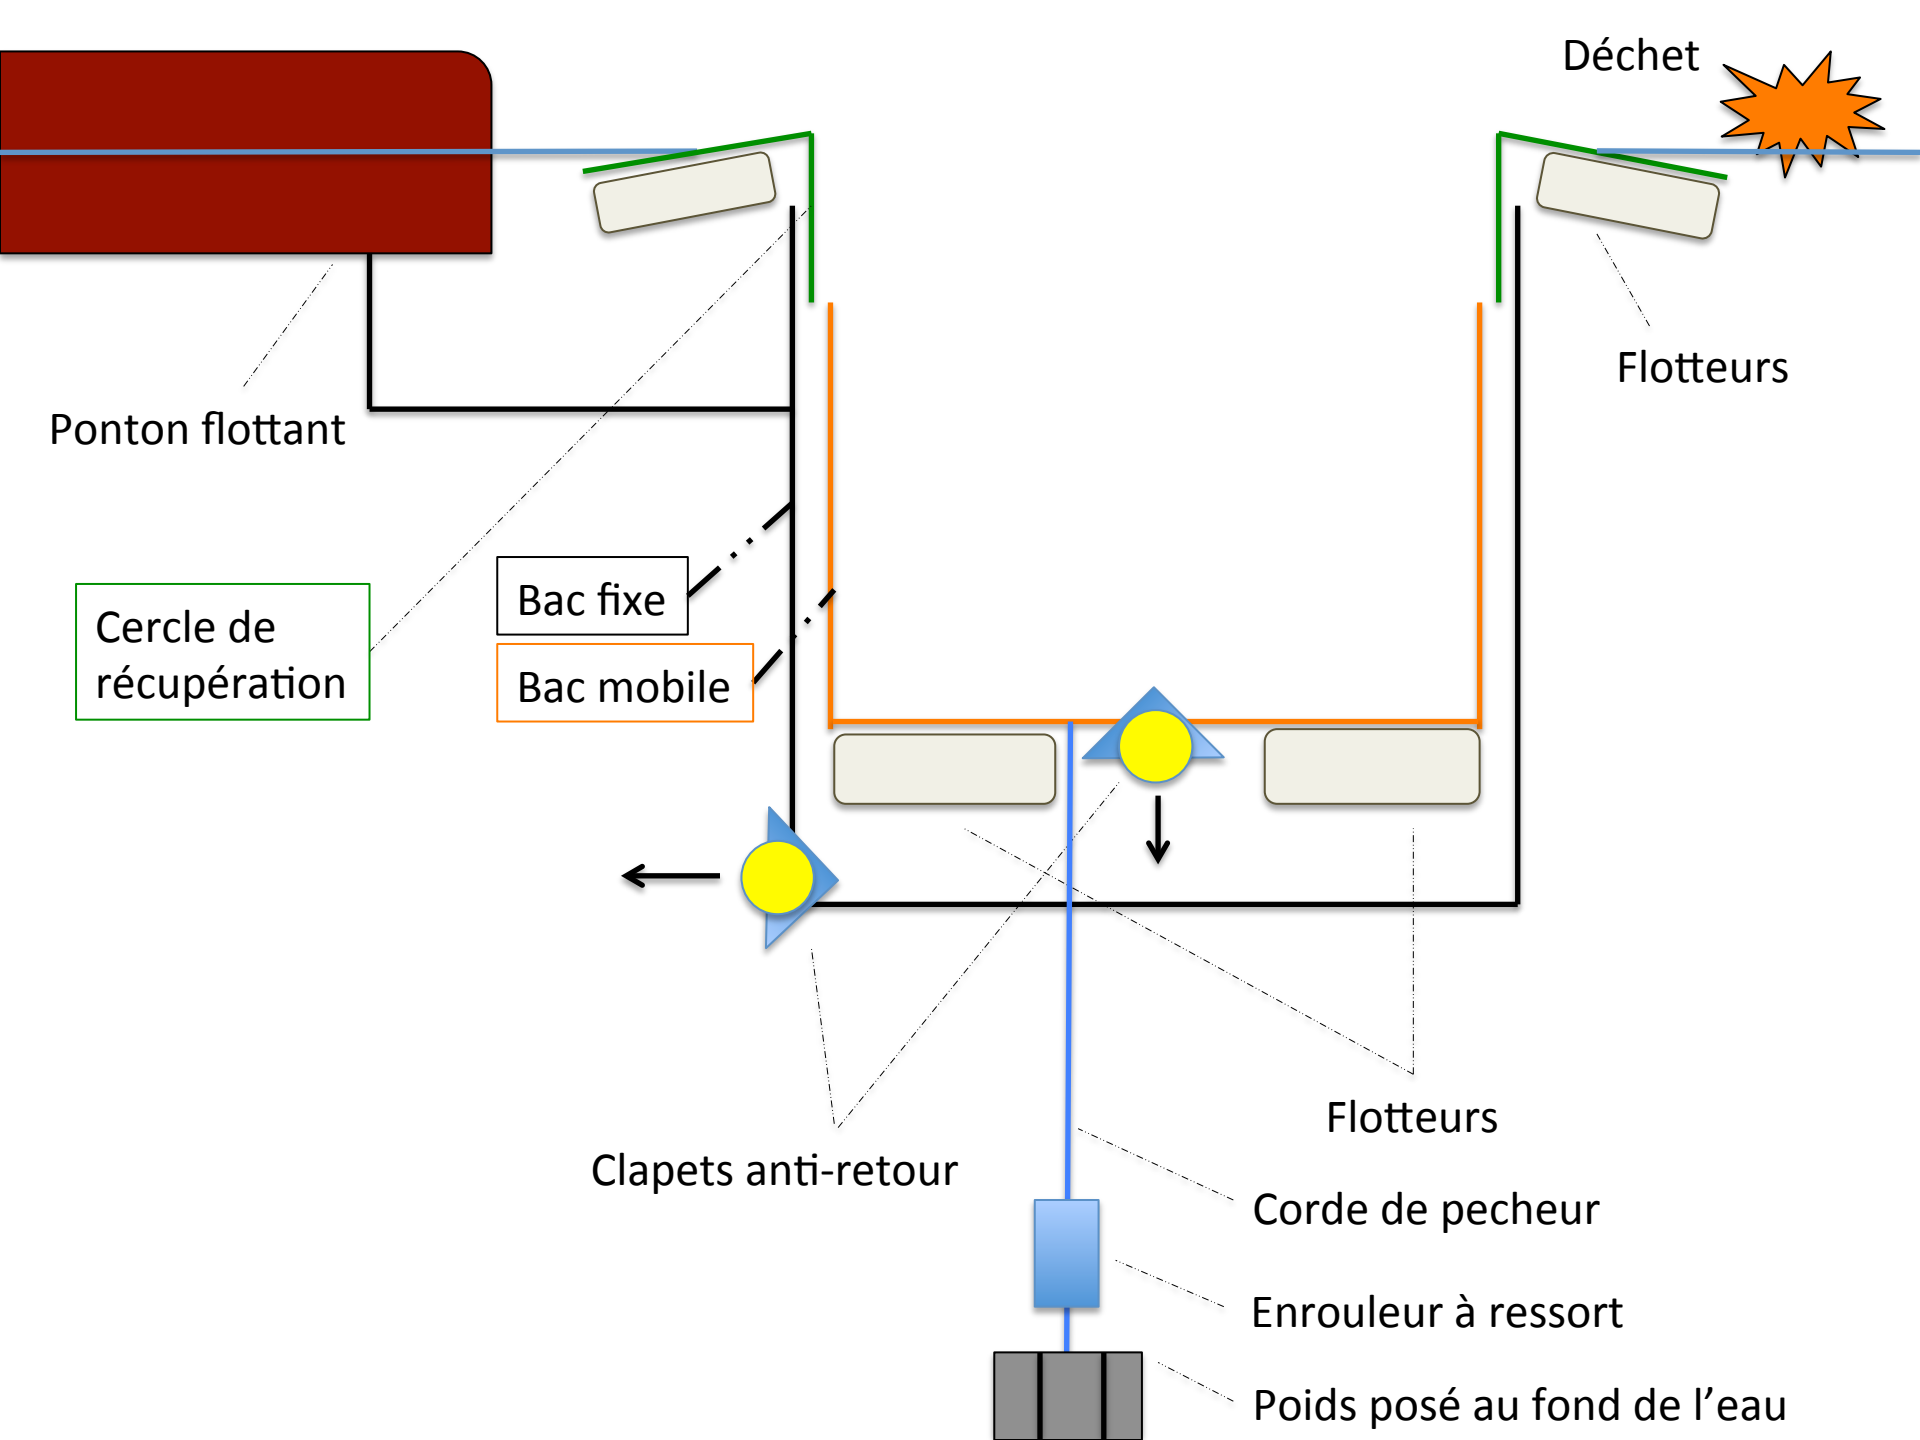 Déchet
Flotteurs
Ponton flottant
Bac fixe
Cercle de
récupération
Bac mobile
Flotteurs
Clapets anti-retour
Corde de pecheur
Enrouleur à ressort
Poids posé au fond de l’eau